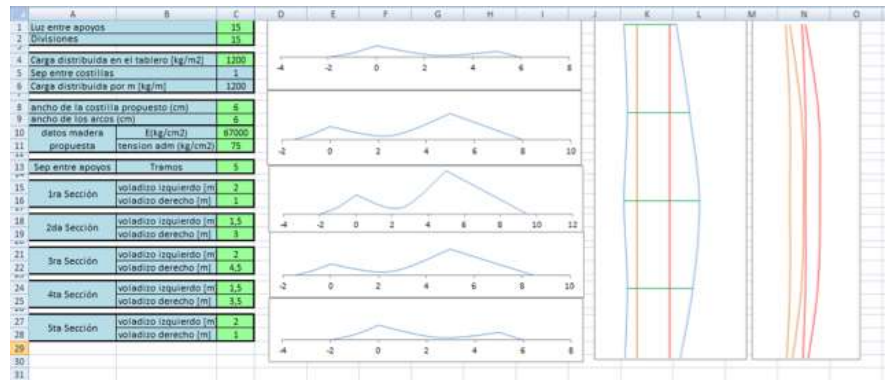 A B C D E F G H I J K L M N O
1 Luz entre apoyos 15
2 Divisiones 15
4 Carga distribuida en el tablero [kg/m2] 1200
5 Sep entre costillas 1
6 Carga distribuida por m [kg/m] 1200
8 ancho de la costilla propuesto (cm) 6
9 ancho de los arcos (cm) 6
10 datos madera E(kg/cm2) 67000
11 propuesta tension adm (kg/cm2) 75
13 Sep entre apoyos Tramos 5
15 1ra Sección voladizo izquierdo [m 2
16 voladizo derecho [m] 1
18 2da Sección voladizo izquierdo [m 1,5
19 voladizo derecho [m] 3
21 3ra Sección voladizo izquierdo [m 2
22 voladizo derecho [m] 4,5
24 4ta Sección voladizo izquierdo [m 1,5
25 voladizo derecho [m] 3,5
27 5ta Sección voladizo izquierdo [m 2
28 voladizo derecho [m] 1
29
30
31
-4 -2 0 2 4 6 8
-2 0 2 4 6 8 10
-4 -2 0 2 4 6 8 10 12
-2 0 2 4 6 8 10
-4 -2 0 2 4 6 8